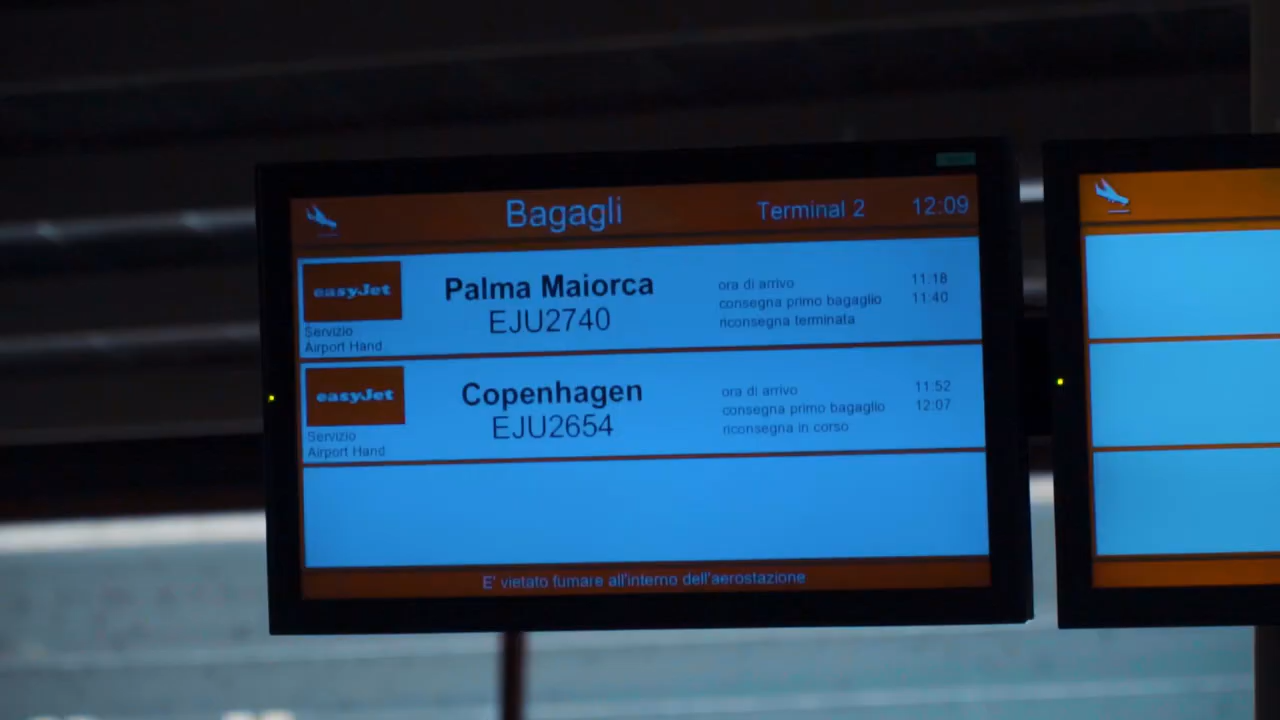 Bagagli Terminal 2 12:09
easyJet
Servizio
Airport Hand
Palma Maiorca
EJU2740
ora di arrivo 11:18
consegna primo bagaglio 11:40
riconsegna terminata
easyJet
Servizio
Airport Hand
Copenhagen
EJU2654
ora di arrivo 11:52
consegna primo bagaglio 12:07
riconsegna in corso
E' vietato fumare all'interno dell'aerostazione